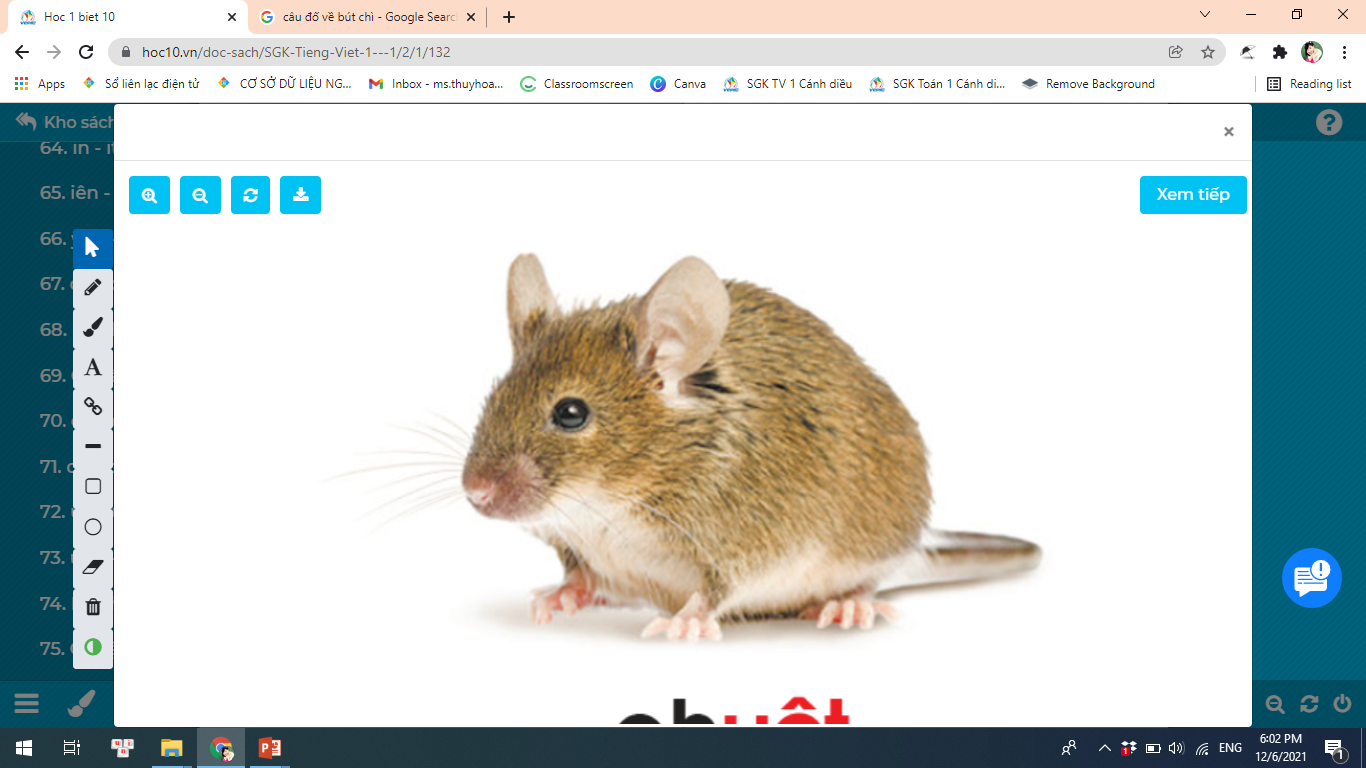 Hoc 1 biet 10
câu đố về bút chì - Google Searc
hoc10.vn/doc-sach/SGK-Tieng-Viet-1---1/2/1/132
Apps
Sổ liên lạc điện tử
CƠ SỞ DỮ LIỆU NG...
Inbox - ms.thuyhoa...
Classroomscreen
Canva
SGK TV 1 Cánh diều
SGK Toán 1 Cánh di...
Remove Background
Reading list
Kho sách
64. in - it
65. iên -
66.
67.
68.
69.
70.
71.
72.
73.
74.
75.
A
Xem tiếp
chuột
ENG
6:02 PM
12/6/2021